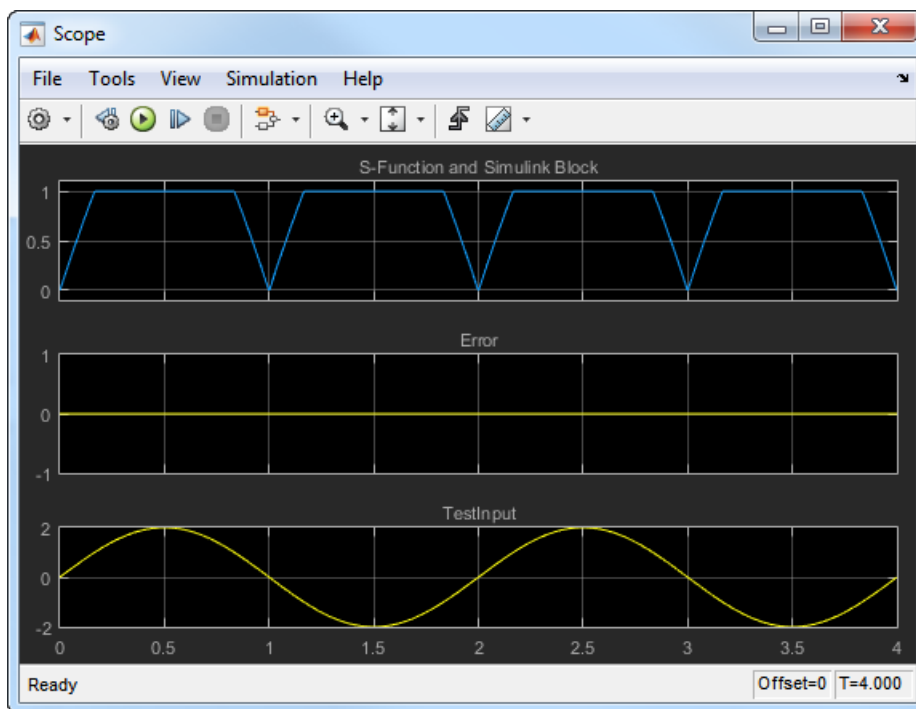 Scope
File Tools View Simulation Help
S-Function and Simulink Block
1
0.5
0
Error
1
0
-1
TestInput
2
0
-2
0 0.5 1 1.5 2 2.5 3 3.5 4
Ready Offset=0 T=4.000